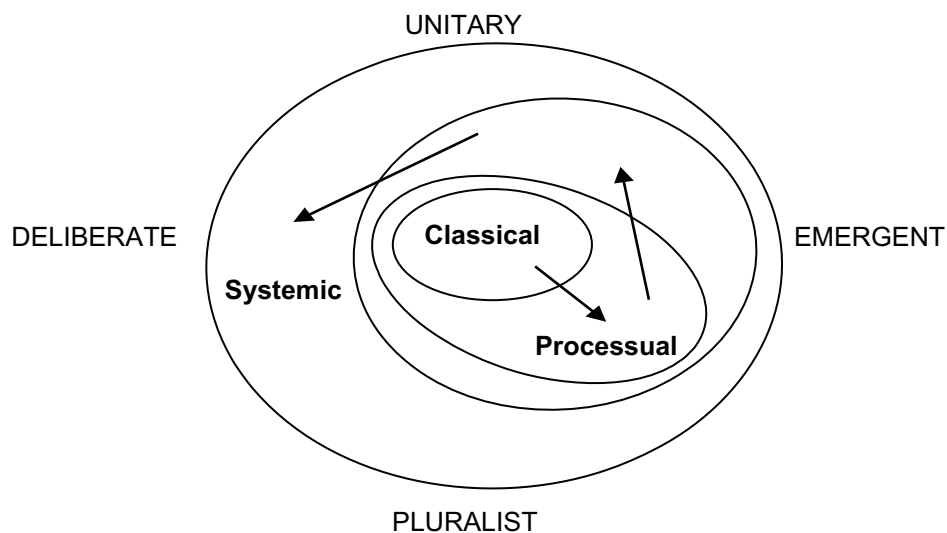 UNITARY
DELIBERATE
EMERGENT
Classical
Systemic
Processual
PLURALIST